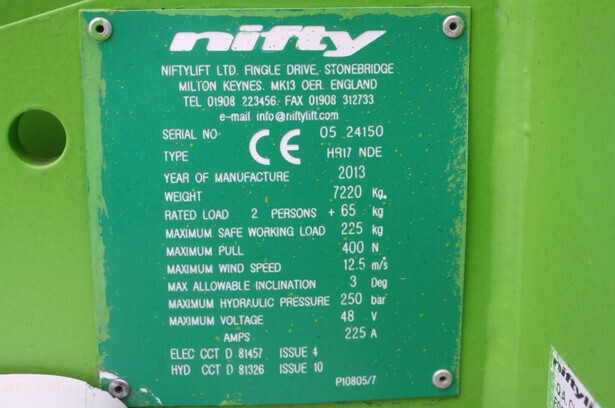 nifty
NIFTYLIFT LTD. FINGLE DRIVE, STONEBRIDGE
MILTON KEYNES. MK13 OER. ENGLAND
TEL 01908 223456 FAX 01908 312733
e-mail info@niftylift.com
SERIAL NO 05 24150
CE
TYPE HR17 NDE
YEAR OF MANUFACTURE 2013
WEIGHT 7220 Kg.
RATED LOAD 2 PERSONS + 65 kg
MAXIMUM SAFE WORKING LOAD 225 kg
MAXIMUM PULL 400 N
MAXIMUM WIND SPEED 12.5 m/s
MAX ALLOWABLE INCLINATION 3 Deg
MAXIMUM HYDRAULIC PRESSURE 250 bar
MAXIMUM VOLTAGE 48 V
AMPS 225 A
ELEC CCT D 81457 ISSUE 4
HYD CCT D 81326 ISSUE 10
P10805/7
niftylift